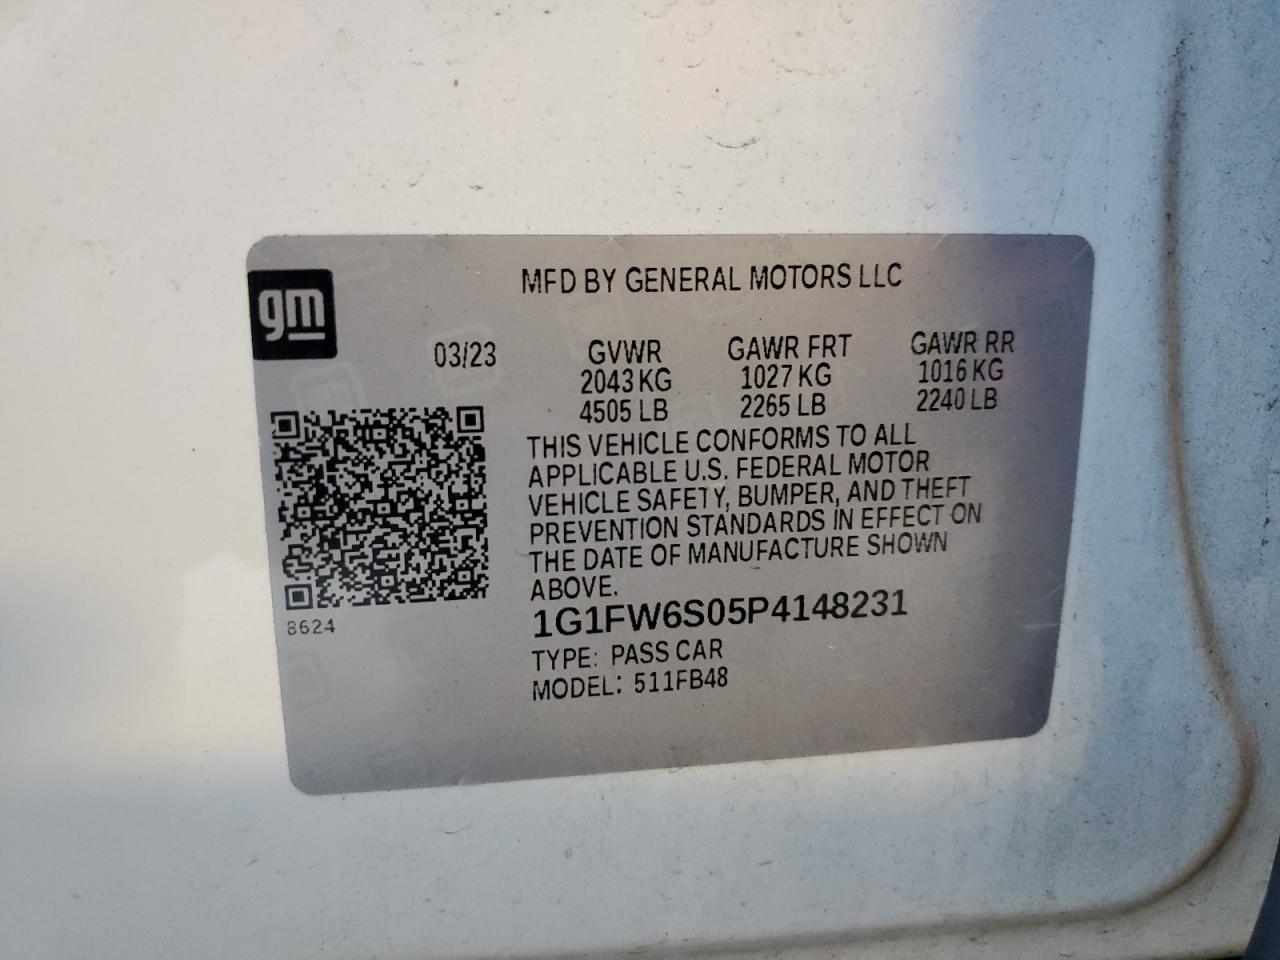 MFD BY GENERAL MOTORS LLC
gm
03/23 GVWR GAWR FRT GAWR RR
2043 KG 1027 KG 1016 KG
4505 LB 2265 LB 2240 LB
THIS VEHICLE CONFORMS TO ALL
APPLICABLE U.S. FEDERAL MOTOR
VEHICLE SAFETY, BUMPER, AND THEFT
PREVENTION STANDARDS IN EFFECT ON
THE DATE OF MANUFACTURE SHOWN
ABOVE.
8624
1G1FW6S05P4148231
TYPE: PASS CAR
MODEL: 511FB48